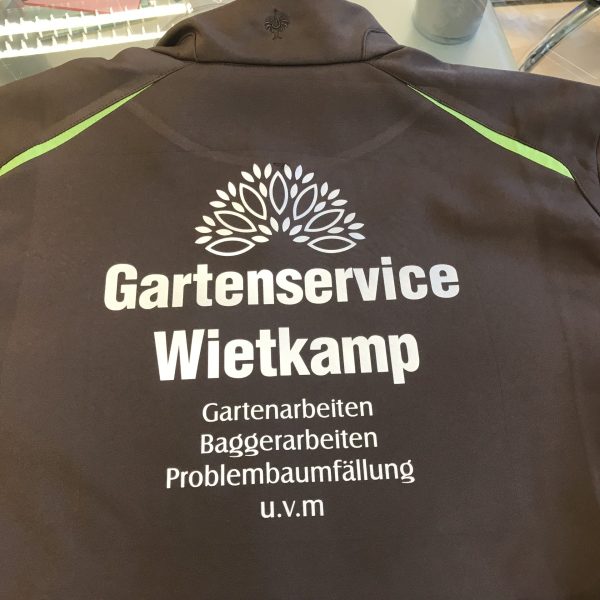 Gartenservice
Wietkamp
Gartenarbeiten
Baggerarbeiten
Problembaumfällung
u.v.m